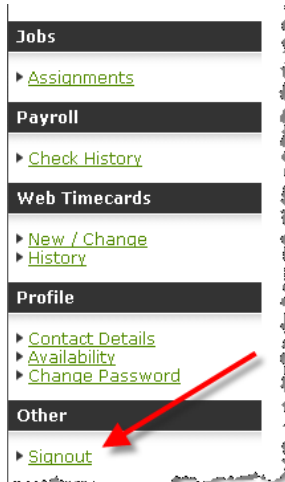 Jobs
Assignments
Payroll
Check History
Web Timecards
New / Change
History
Profile
Contact Details
Availability
Change Password
Other
Signout